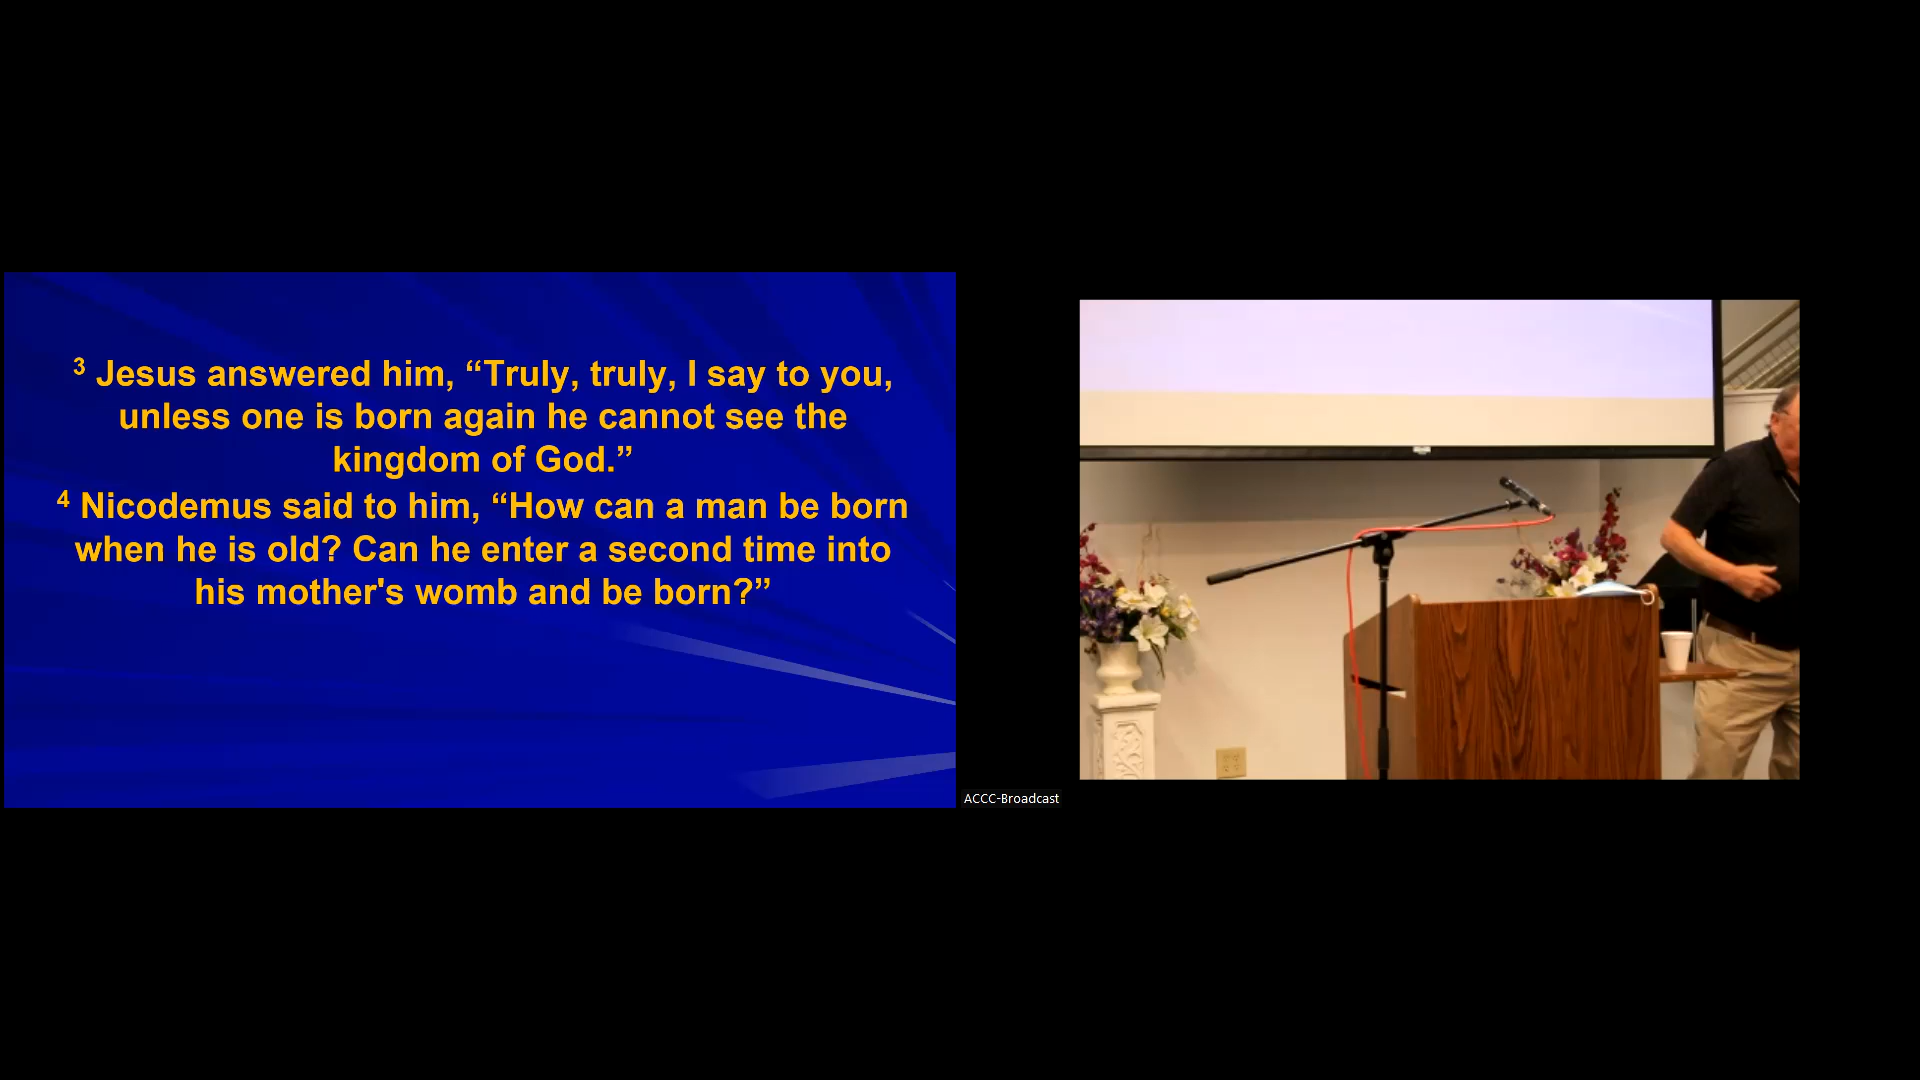 3 Jesus answered him, “Truly, truly, I say to you,
unless one is born again he cannot see the
kingdom of God.”
4 Nicodemus said to him, “How can a man be born
when he is old? Can he enter a second time into
his mother's womb and be born?”
ACCC-Broadcast